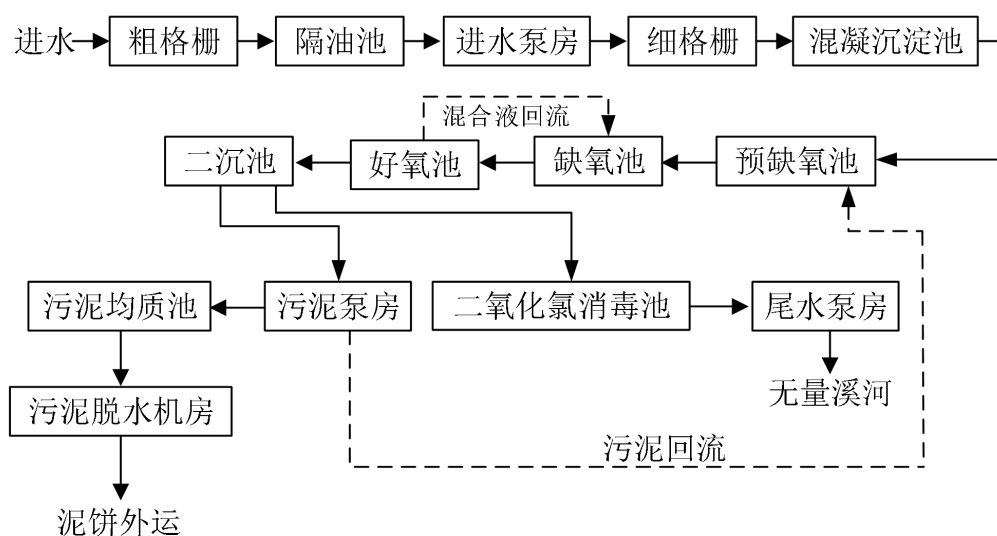 进水
粗格栅
隔油池
进水泵房
细格栅
混凝沉淀池
混合液回流
二沉池
好氧池
缺氧池
预缺氧池
污泥均质池
污泥泵房
二氧化氯消毒池
尾水泵房
污泥脱水机房
无量溪河
污泥回流
泥饼外运